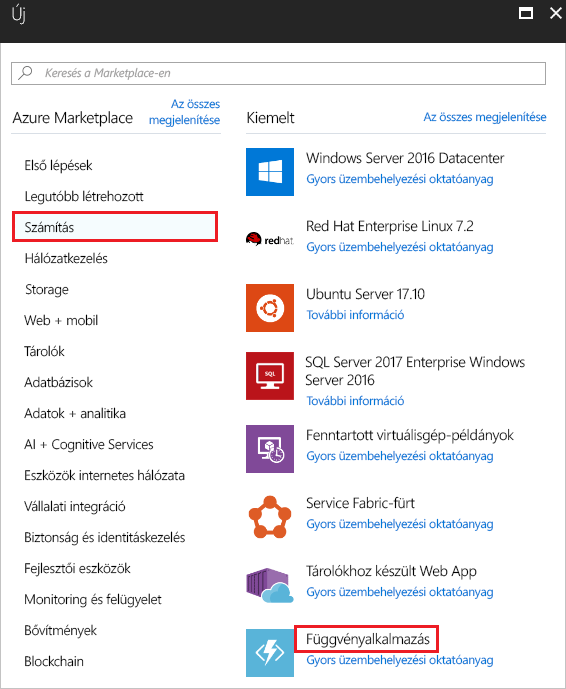 Új
Keresés a Marketplace-en
Azure Marketplace
Az összes
megjelenítése
Első lépések
Legutóbb létrehozott
Számítás
Hálózatkezelés
Storage
Web + mobil
Tárolók
Adatbázisok
Adatok + analitika
AI + Cognitive Services
Eszközök internetes hálózata
Vállalati integráció
Biztonság és identitáskezelés
Fejlesztői eszközök
Monitoring és felügyelet
Bővítmények
Blockchain
Kiemelt
Az összes megjelenítése
Windows Server 2016 Datacenter
Gyors üzembehelyezési oktatóanyag
redhat
Red Hat Enterprise Linux 7.2
Gyors üzembehelyezési oktatóanyag
Ubuntu Server 17.10
További információ
SQL
SQL Server 2017 Enterprise Windows
Server 2016
További információ
Fenntartott virtuálisgép-példányok
Gyors üzembehelyezési oktatóanyag
Service Fabric-fürt
Gyors üzembehelyezési oktatóanyag
Tárolókhoz készült Web App
Gyors üzembehelyezési oktatóanyag
Függvényalkalmazás
Gyors üzembehelyezési oktatóanyag